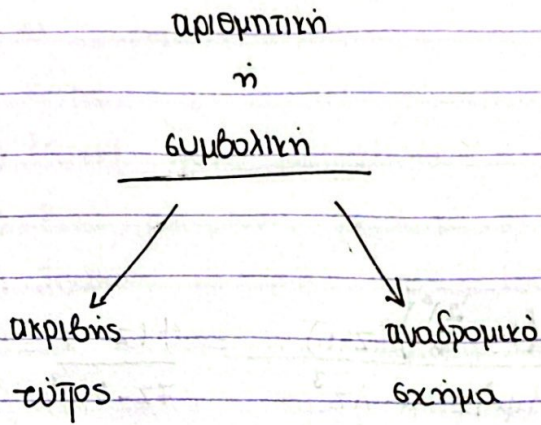 αριθμητική
ή
συμβολική
ακριβής
τύπος
αναδρομικό
σχήμα